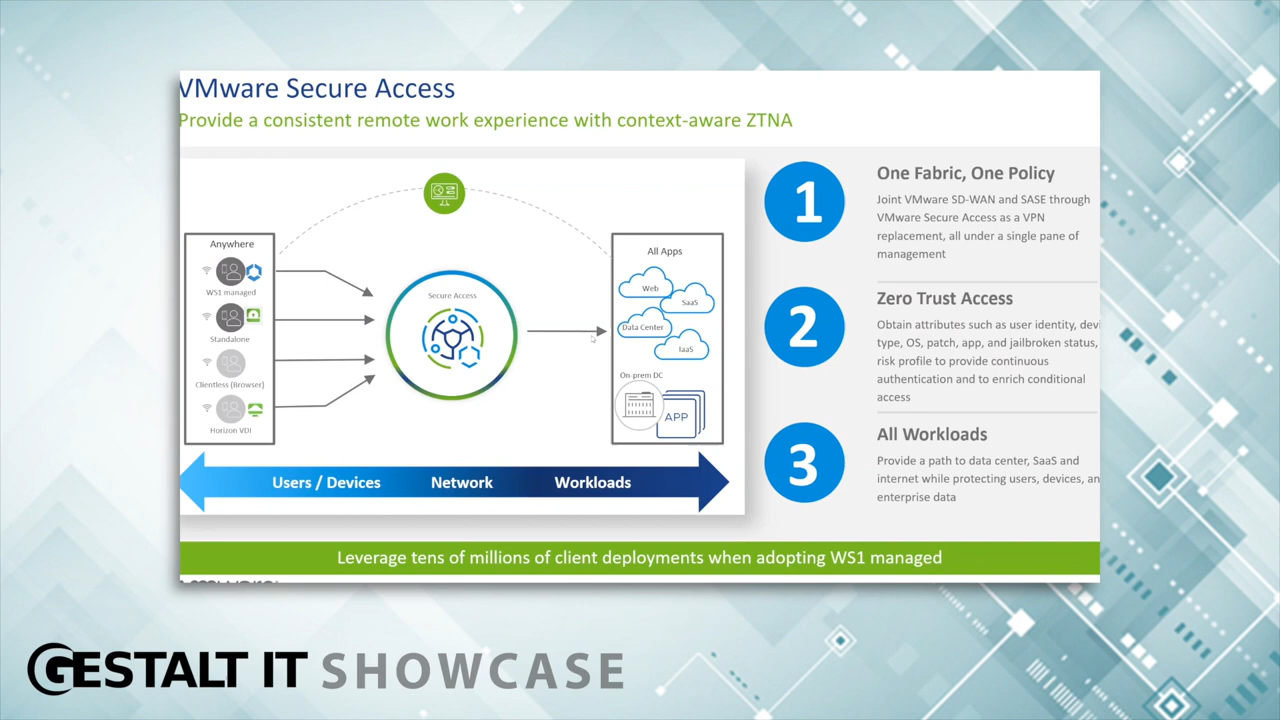 VMware Secure Access
Provide a consistent remote work experience with context-aware ZTNA
Anywhere
WS1 managed
Standalone
Clientless (Browser)
Horizon VDI
Secure Access
All Apps
Web
SaaS
Data Center
IaaS
On-prem DC
APP
Users / Devices Network Workloads
1
One Fabric, One Policy
Joint VMware SD-WAN and SASE through
VMware Secure Access as a VPN
replacement, all under a single pane of
management
2
Zero Trust Access
Obtain attributes such as user identity, devi
type, OS, patch, app, and jailbroken status,
risk profile to provide continuous
authentication and to enrich conditional
access
3
All Workloads
Provide a path to data center, SaaS and
internet while protecting users, devices, an
enterprise data
Leverage tens of millions of client deployments when adopting WS1 managed
GESTALT IT SHOWCASE